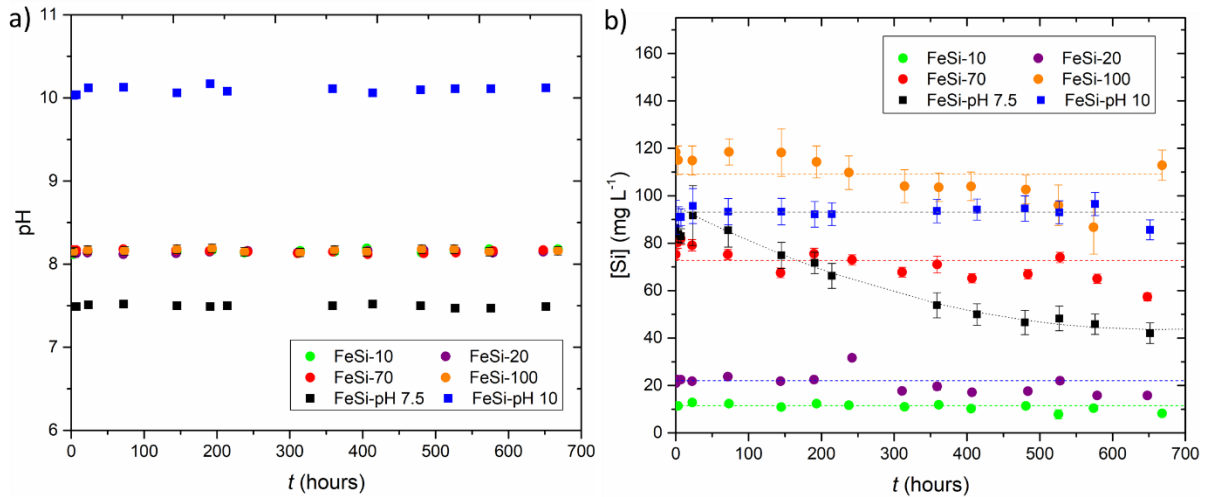 a)
11
10
9
8
7
6
pH
FeSi-10 FeSi-20
FeSi-70 FeSi-100
FeSi-pH 7.5 FeSi-pH 10
0 100 200 300 400 500 600 700
t (hours)
b)
160
140
120
100
80
60
40
20
0
[Si] (mg L⁻¹)
FeSi-10 FeSi-20
FeSi-70 FeSi-100
FeSi-pH 7.5 FeSi-pH 10
0 100 200 300 400 500 600 700
t (hours)